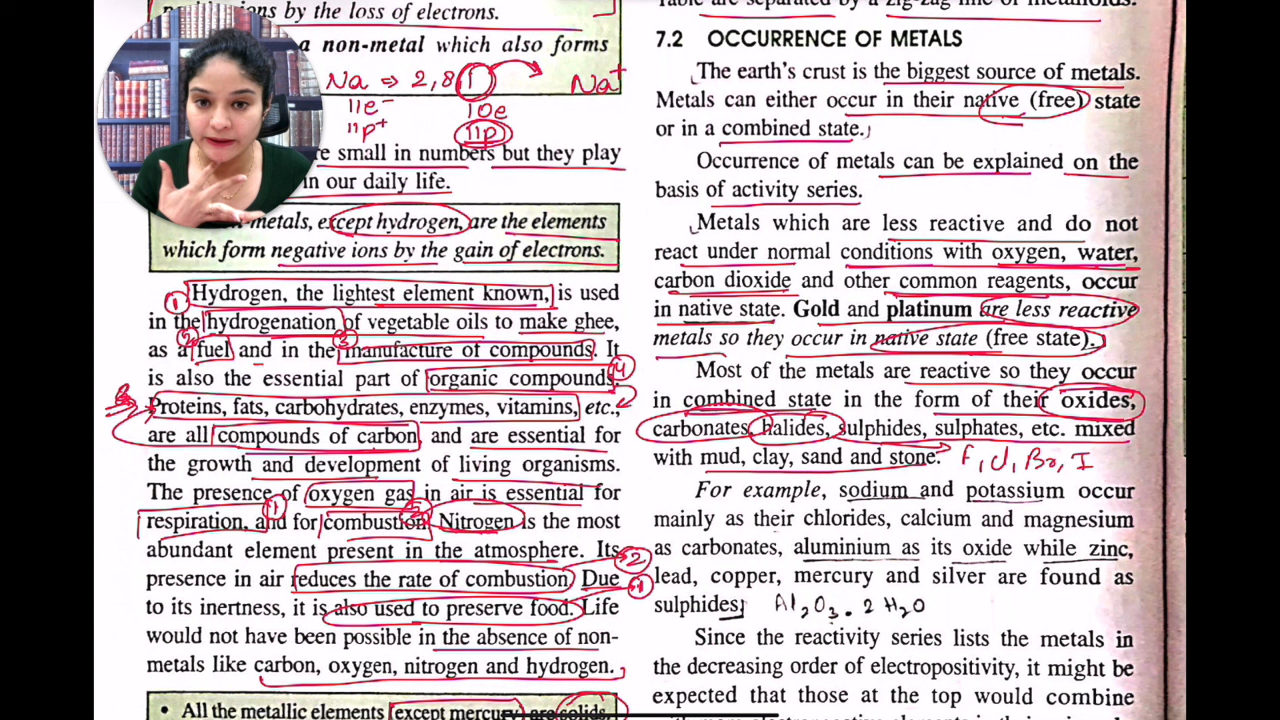 ions by the loss of electrons.
a non-metal which also forms
Na ⇒ 2, 8 1 Na⁺
11e⁻ 10e
11p⁺ 11p
re small in numbers but they play
in our daily life.
-metals, except hydrogen, are the elements
which form negative ions by the gain of electrons.
① Hydrogen, the lightest element known, is used
in the hydrogenation of vegetable oils to make ghee,
as a fuel and in the manufacture of compounds. It
is also the essential part of organic compounds.
Proteins, fats, carbohydrates, enzymes, vitamins, etc.,
are all compounds of carbon, and are essential for
the growth and development of living organisms.
The presence of oxygen gas in air is essential for
respiration, and for combustion. Nitrogen is the most
abundant element present in the atmosphere. Its
presence in air reduces the rate of combustion. Due
to its inertness, it is also used to preserve food. Life
would not have been possible in the absence of non-
metals like carbon, oxygen, nitrogen and hydrogen.
• All the metallic elements (except mercury) are solids.
Table are separated by a zig-zag line of metalloids.
7.2 OCCURRENCE OF METALS
The earth's crust is the biggest source of metals.
Metals can either occur in their native (free) state
or in a combined state.
Occurrence of metals can be explained on the
basis of activity series.
Metals which are less reactive and do not
react under normal conditions with oxygen, water,
carbon dioxide and other common reagents, occur
in native state. Gold and platinum are less reactive
metals so they occur in native state (free state).
Most of the metals are reactive so they occur
in combined state in the form of their oxides,
carbonates, halides, sulphides, sulphates, etc. mixed
with mud, clay, sand and stone. F, Cl, Br, I
For example, sodium and potassium occur
mainly as their chlorides, calcium and magnesium
as carbonates, aluminium as its oxide while zinc,
lead, copper, mercury and silver are found as
sulphides. Al₂O₃. 2 H₂O
Since the reactivity series lists the metals in
the decreasing order of electropositivity, it might be
expected that those at the top would combine